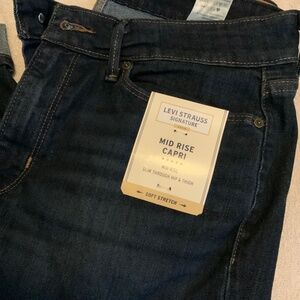 LEVI STRAUSS
SIGNATURE
MID RISE
CAPRI
SLIM THROUGH HIP & THIGH
SOFT STRETCH